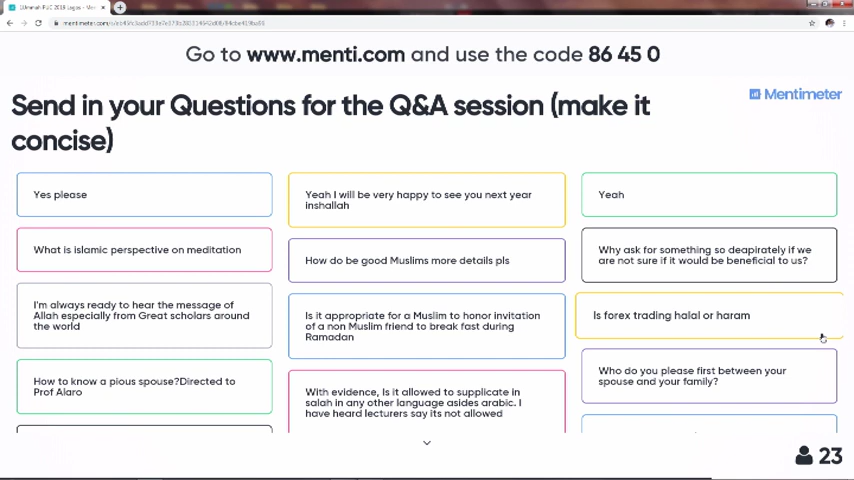 (U)mmah PLC 2019 Lagos - Men
mentimeter.com
Go to www.menti.com and use the code 86 45 0
Mentimeter
Send in your Questions for the Q&A session (make it
concise)
Yes please
What is islamic perspective on meditation
I'm always ready to hear the message of
Allah especially from Great scholars around
the world
How to know a pious spouse?Directed to
Prof Alaro
Yeah I will be very happy to see you next year
inshallah
How do be good Muslims more details pls
Is it appropriate for a Muslim to honor invitation
of a non Muslim friend to break fast during
Ramadan
With evidence, Is it allowed to supplicate in
salah in any other language asides arabic. I
have heard lecturers say its not allowed
Yeah
Why ask for something so deapirately if we
are not sure if it would be beneficial to us?
Is forex trading halal or haram
Who do you please first between your
spouse and your family?
23